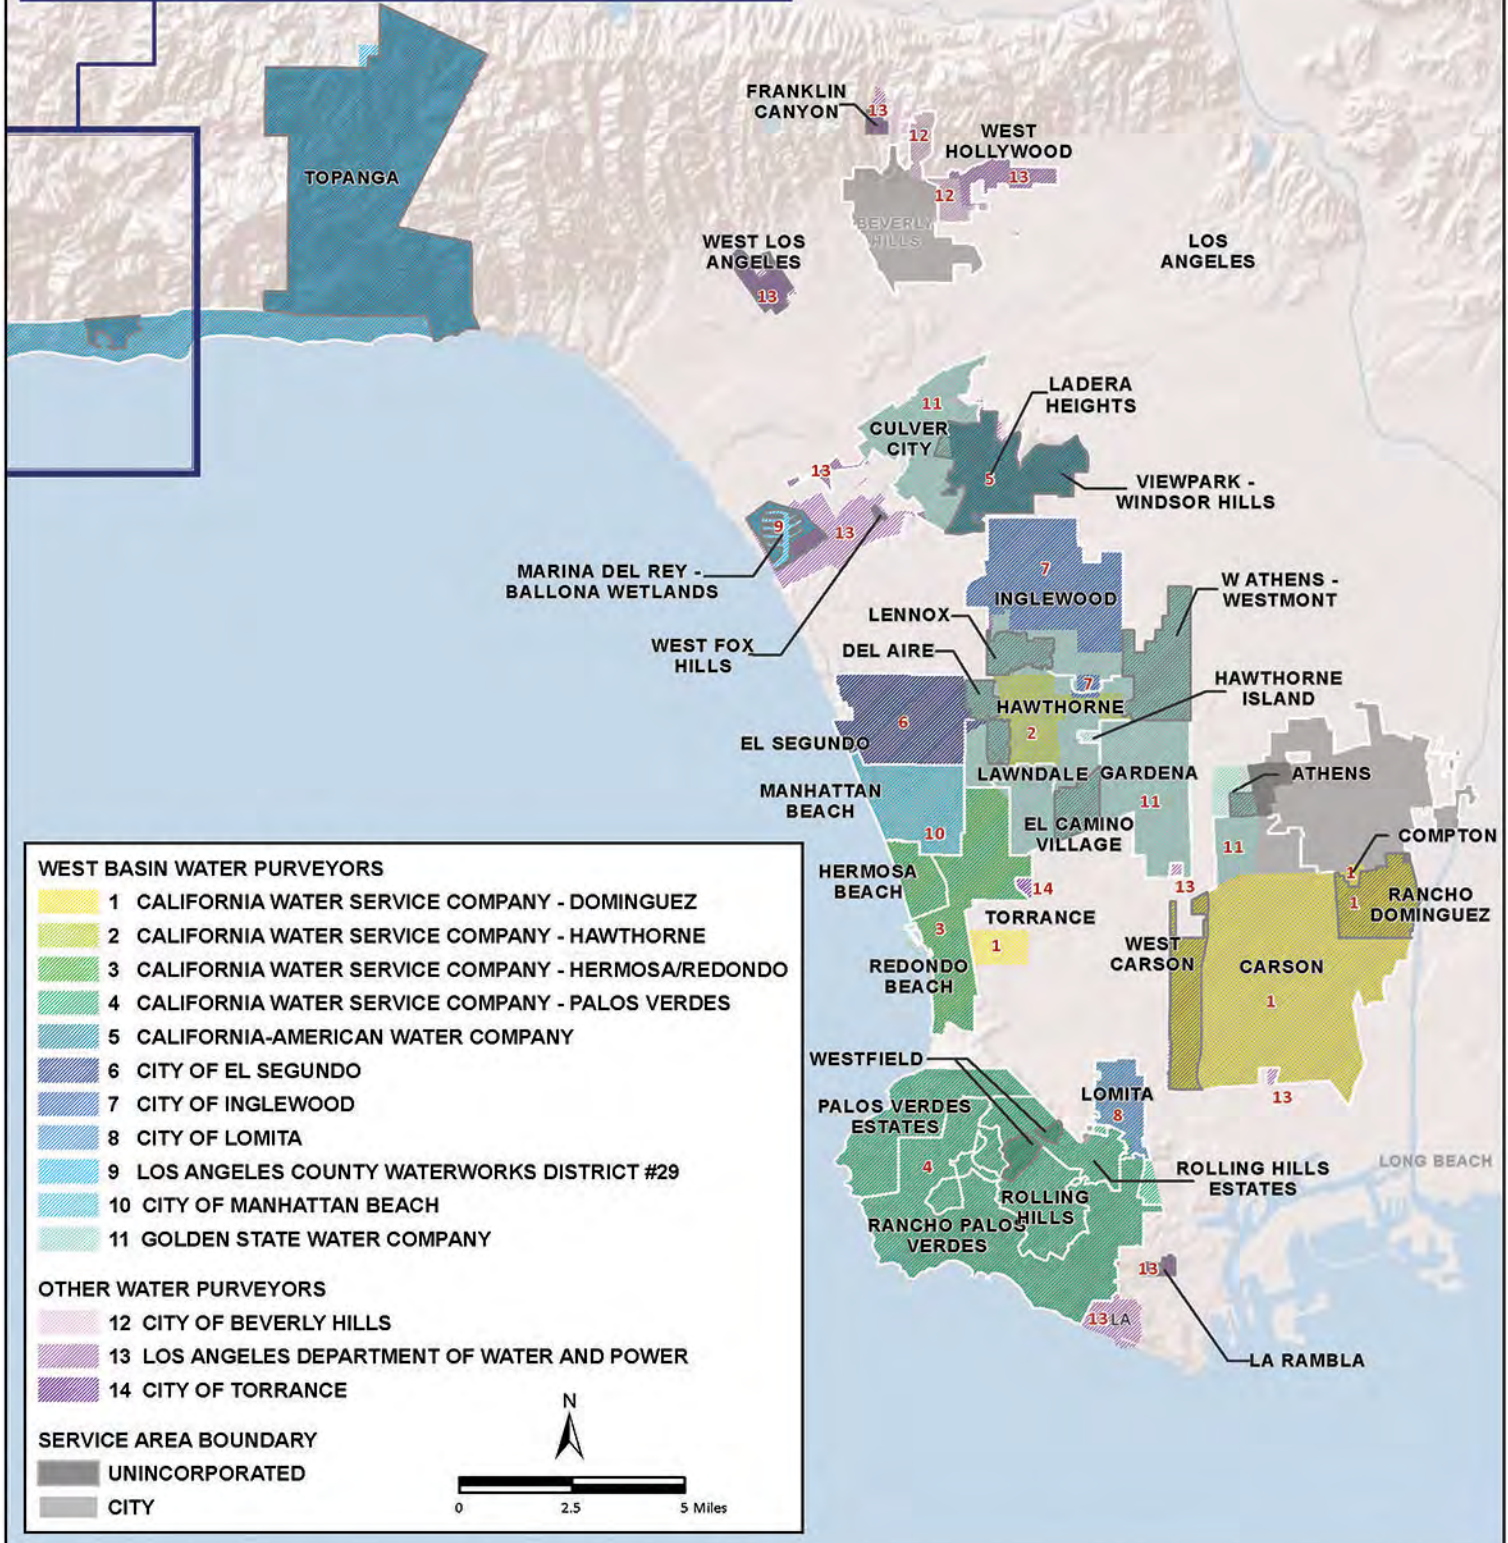 FRANKLIN
CANYON
13
12
WEST
HOLLYWOOD
13
12
TOPANGA
BEVERLY
HILLS
WEST LOS
ANGELES
13
LOS
ANGELES
LADERA
HEIGHTS
11
CULVER
CITY
13
5
VIEWPARK -
WINDSOR HILLS
9
13
MARINA DEL REY -
BALLONA WETLANDS
7
INGLEWOOD
W ATHENS -
WESTMONT
LENNOX
WEST FOX
HILLS
DEL AIRE
7
HAWTHORNE
ISLAND
HAWTHORNE
6
2
EL SEGUNDO
LAWNDALE
GARDENA
ATHENS
MANHATTAN
BEACH
11
10
EL CAMINO
VILLAGE
11
COMPTON
HERMOSA
BEACH
14
13
1
1
RANCHO
DOMINGUEZ
TORRANCE
3
1
WEST
CARSON
CARSON
REDONDO
BEACH
1
WESTFIELD
LOMITA
8
13
PALOS VERDES
ESTATES
4
ROLLING HILLS
ESTATES
LONG BEACH
ROLLING
HILLS
RANCHO PALOS
VERDES
13
13 LA
LA RAMBLA
WEST BASIN WATER PURVEYORS
1 CALIFORNIA WATER SERVICE COMPANY - DOMINGUEZ
2 CALIFORNIA WATER SERVICE COMPANY - HAWTHORNE
3 CALIFORNIA WATER SERVICE COMPANY - HERMOSA/REDONDO
4 CALIFORNIA WATER SERVICE COMPANY - PALOS VERDES
5 CALIFORNIA-AMERICAN WATER COMPANY
6 CITY OF EL SEGUNDO
7 CITY OF INGLEWOOD
8 CITY OF LOMITA
9 LOS ANGELES COUNTY WATERWORKS DISTRICT #29
10 CITY OF MANHATTAN BEACH
11 GOLDEN STATE WATER COMPANY
OTHER WATER PURVEYORS
12 CITY OF BEVERLY HILLS
13 LOS ANGELES DEPARTMENT OF WATER AND POWER
14 CITY OF TORRANCE
SERVICE AREA BOUNDARY
UNINCORPORATED
CITY
N
0 2.5 5 Miles